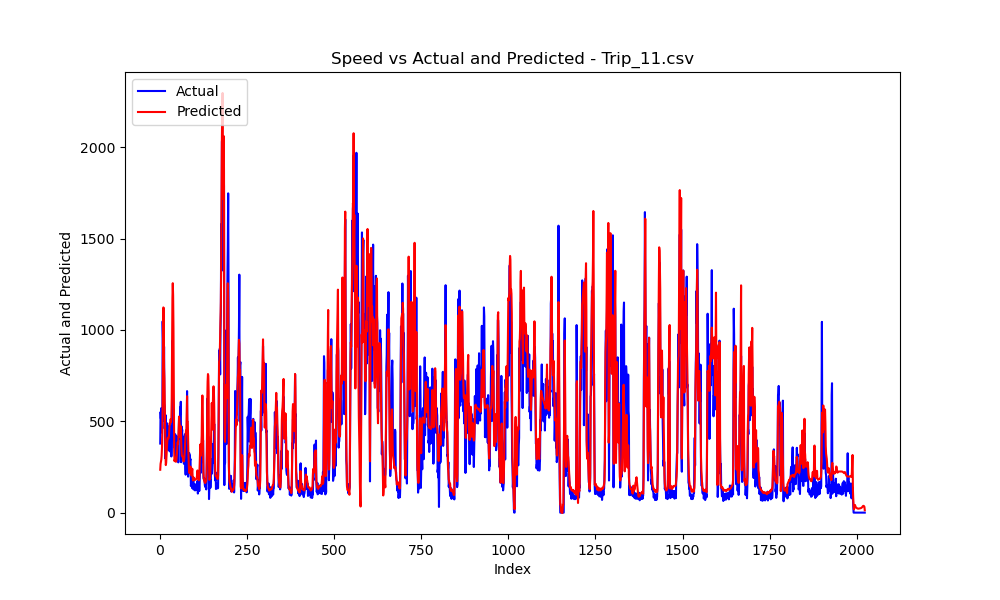 Speed vs Actual and Predicted - Trip_11.csv
Actual
Predicted
2000
1500
1000
500
0
Actual and Predicted
0 250 500 750 1000 1250 1500 1750 2000
Index